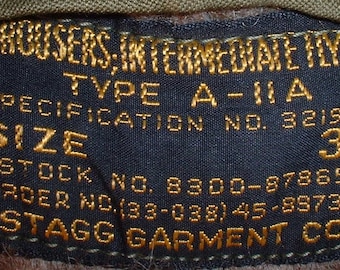 TROUSERS, INTERMEDIATE FLY
TYPE A-11A
SPECIFICATION NO. 3215
SIZE 3
STOCK NO. 8300-87865
ORDER NO. (33-038) 45-8973
STAGG GARMENT CO